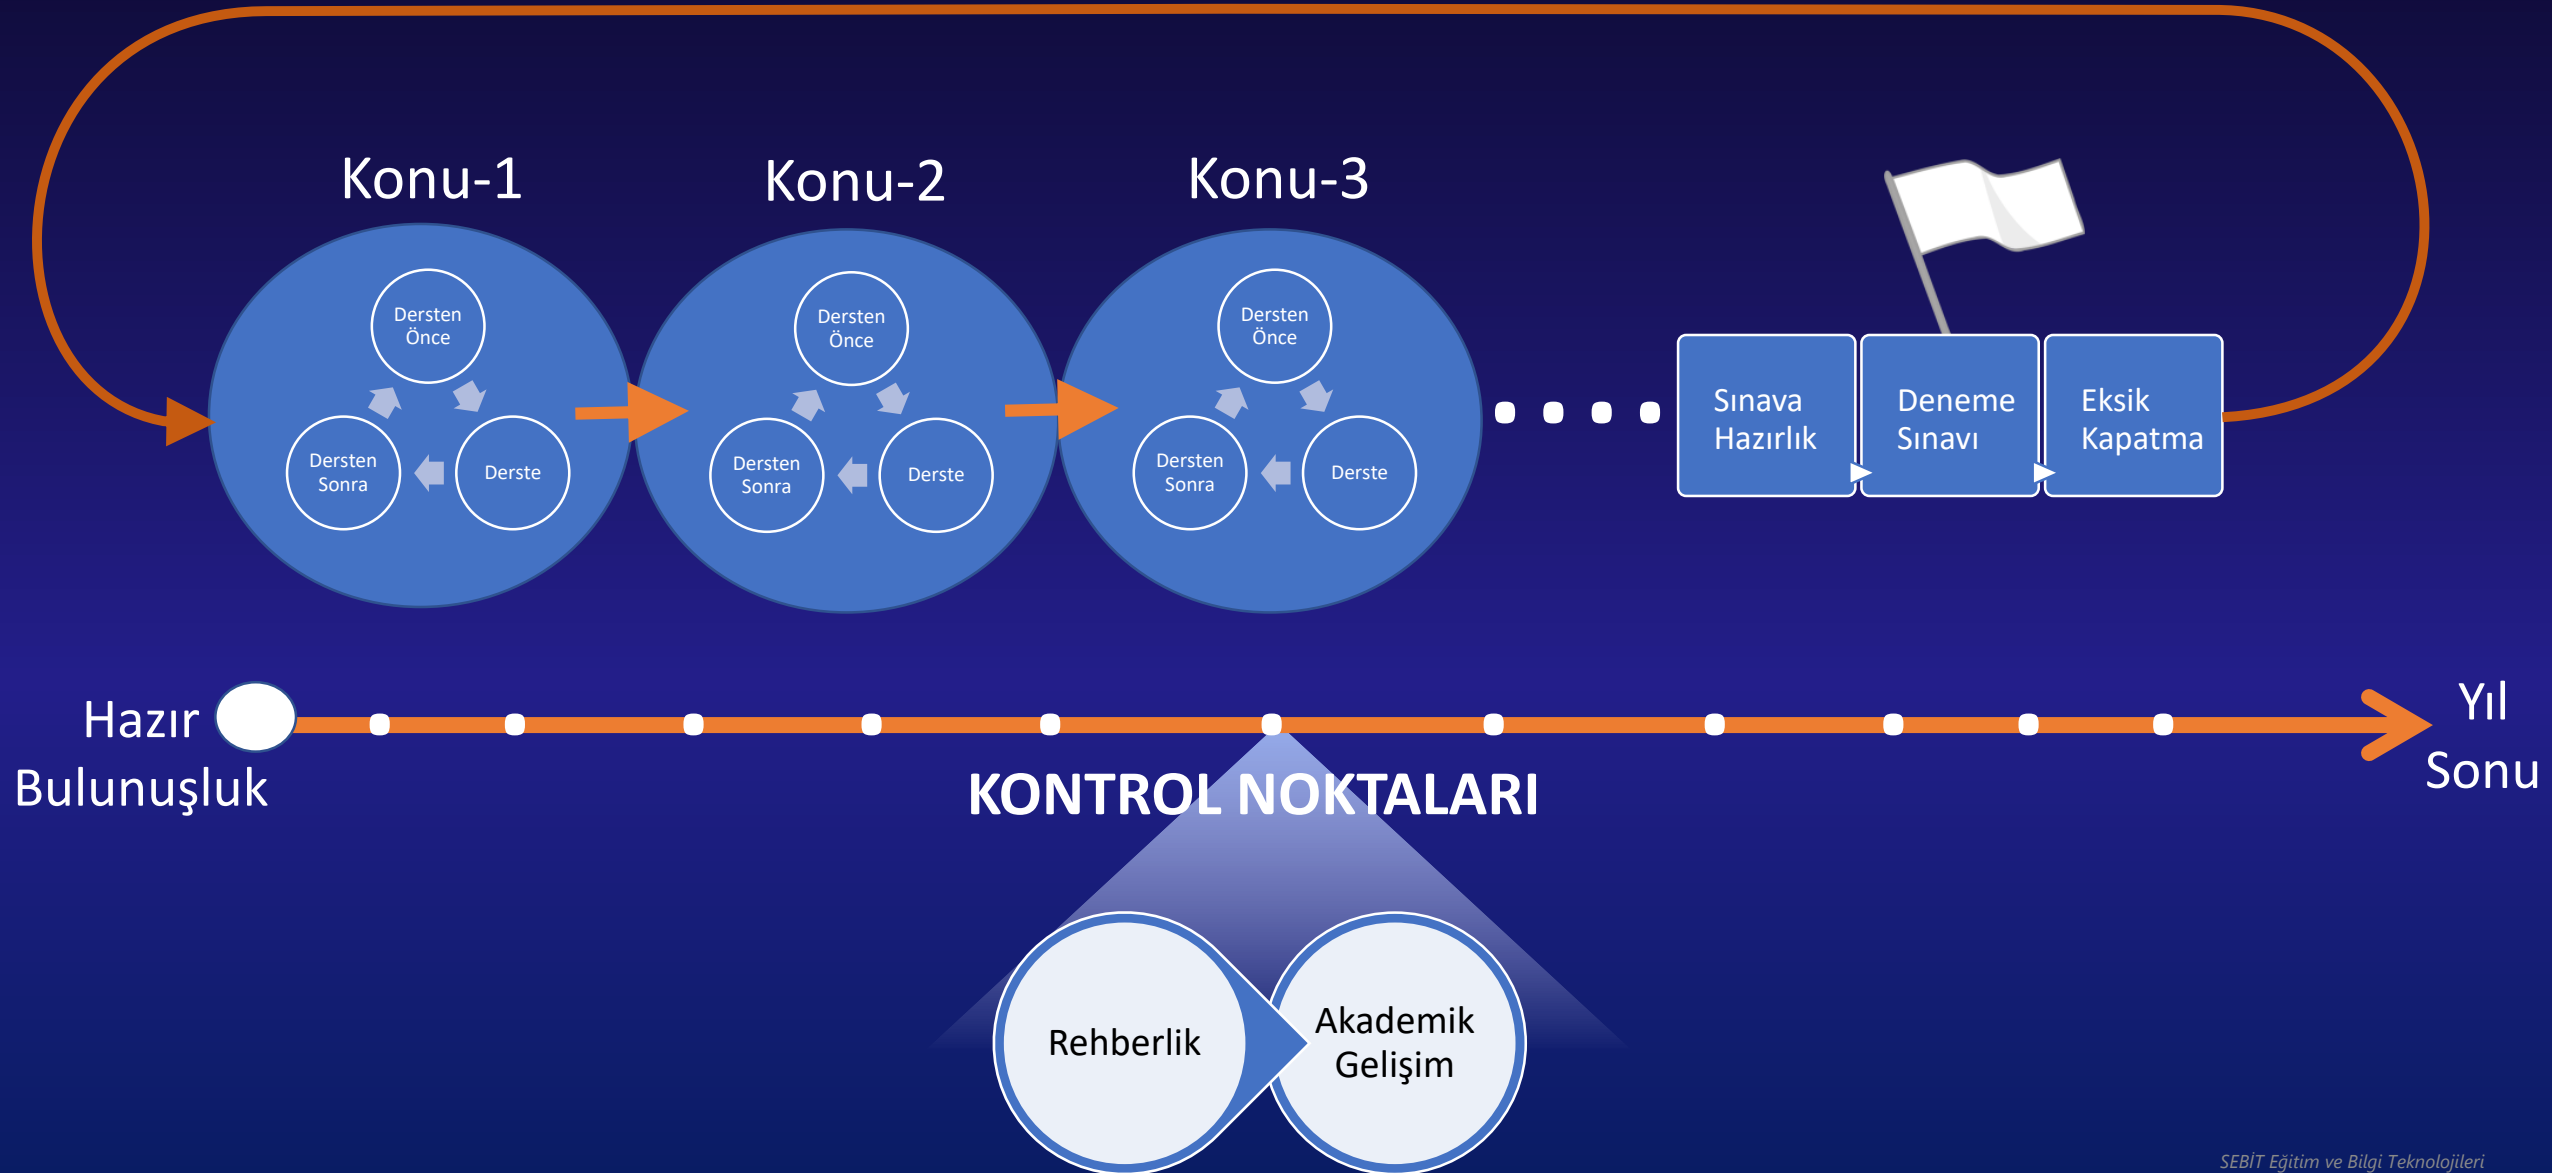 Konu-1
Konu-2
Konu-3
Dersten
Önce
Dersten
Sonra
Derste
Dersten
Önce
Dersten
Sonra
Derste
Dersten
Önce
Dersten
Sonra
Derste
Sınava
Hazırlık
Deneme
Sınavı
Eksik
Kapatma
Hazır
Bulunuşluk
Yıl
Sonu
KONTROL NOKTALARI
Rehberlik
Akademik
Gelişim
SEBİT Eğitim ve Bilgi Teknolojileri